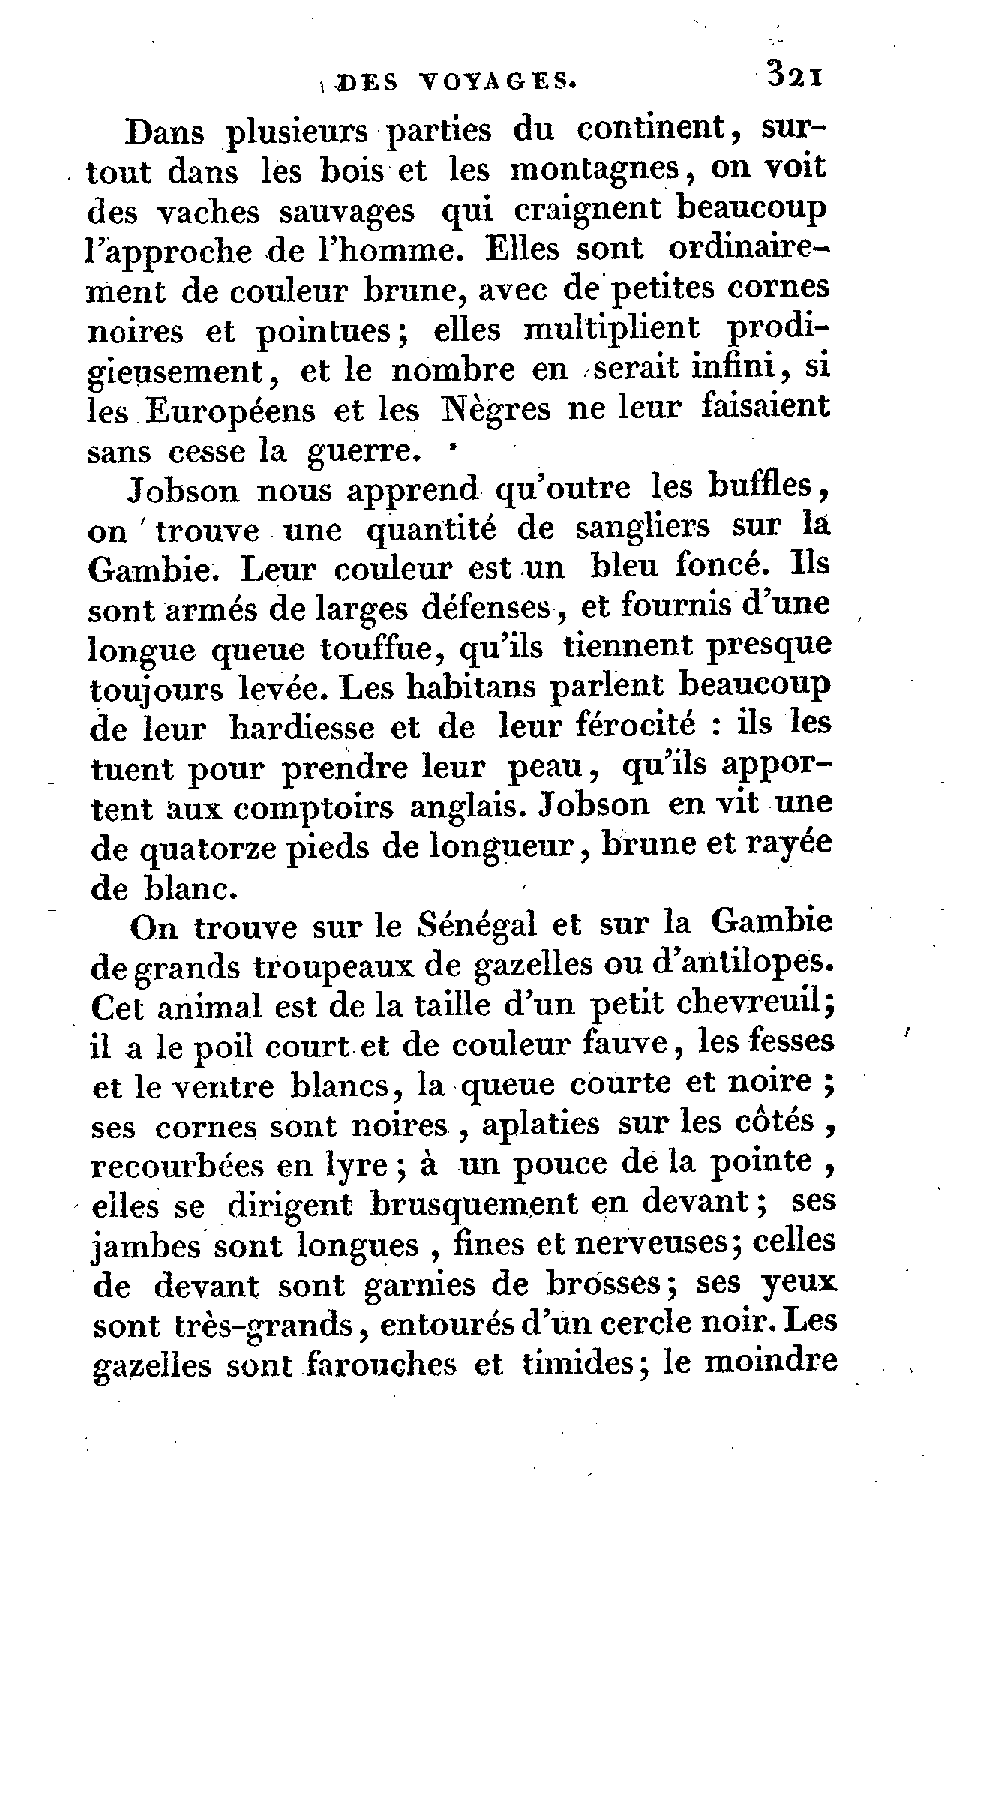 DES VOYAGES. 321
Dans plusieurs parties du continent, sur-
tout dans les bois et les montagnes, on voit
des vaches sauvages qui craignent beaucoup
l'approche de l'homme. Elles sont ordinaire-
ment de couleur brune, avec de petites cornes
noires et pointues; elles multiplient prodi-
gieusement, et le nombre en serait infini, si
les Européens et les Nègres ne leur faisaient
sans cesse la guerre.
Jobson nous apprend qu'outre les buffles,
on trouve une quantité de sangliers sur la
Gambie. Leur couleur est un bleu foncé. Ils
sont armés de larges défenses, et fournis d'une
longue queue touffue, qu'ils tiennent presque
toujours levée. Les habitans parlent beaucoup
de leur hardiesse et de leur férocité : ils les
tuent pour prendre leur peau, qu'ils appor-
tent aux comptoirs anglais. Jobson en vit une
de quatorze pieds de longueur, brune et rayée
de blanc.
On trouve sur le Sénégal et sur la Gambie
de grands troupeaux de gazelles ou d'antilopes.
Cet animal est de la taille d'un petit chevreuil;
il a le poil court et de couleur fauve, les fesses
et le ventre blancs, la queue courte et noire ;
ses cornes sont noires , aplaties sur les côtés ,
recourbées en lyre ; à un pouce de la pointe ,
elles se dirigent brusquement en devant ; ses
jambes sont longues , fines et nerveuses; celles
de devant sont garnies de brosses; ses yeux
sont très-grands, entourés d'un cercle noir. Les
gazelles sont farouches et timides; le moindre